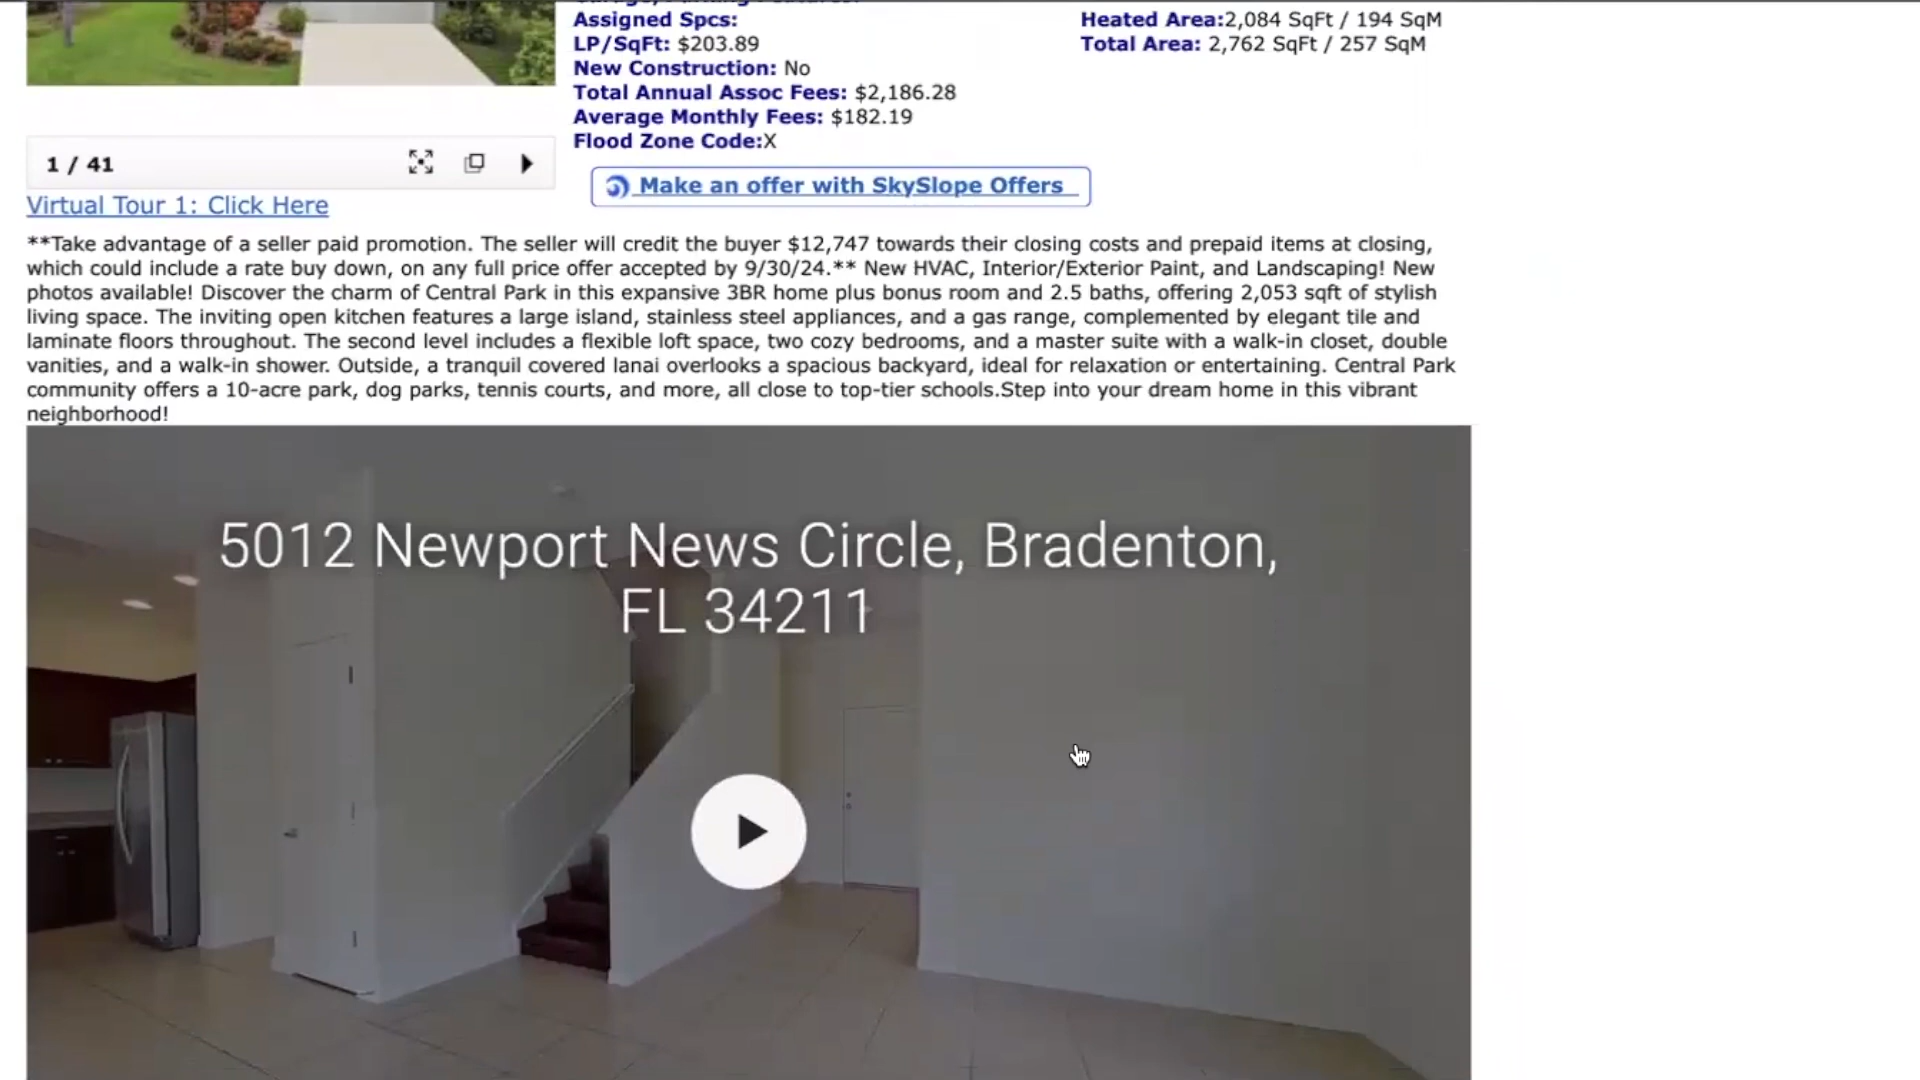 Assigned Spcs:
LP/SqFt: $203.89
New Construction: No
Total Annual Assoc Fees: $2,186.28
Average Monthly Fees: $182.19
Flood Zone Code:X
Heated Area:2,084 SqFt / 194 SqM
Total Area: 2,762 SqFt / 257 SqM
1 / 41
Make an offer with SkySlope Offers
Virtual Tour 1: Click Here
**Take advantage of a seller paid promotion. The seller will credit the buyer $12,747 towards their closing costs and prepaid items at closing,
which could include a rate buy down, on any full price offer accepted by 9/30/24.** New HVAC, Interior/Exterior Paint, and Landscaping! New
photos available! Discover the charm of Central Park in this expansive 3BR home plus bonus room and 2.5 baths, offering 2,053 sqft of stylish
living space. The inviting open kitchen features a large island, stainless steel appliances, and a gas range, complemented by elegant tile and
laminate floors throughout. The second level includes a flexible loft space, two cozy bedrooms, and a master suite with a walk-in closet, double
vanities, and a walk-in shower. Outside, a tranquil covered lanai overlooks a spacious backyard, ideal for relaxation or entertaining. Central Park
community offers a 10-acre park, dog parks, tennis courts, and more, all close to top-tier schools.Step into your dream home in this vibrant
neighborhood!
5012 Newport News Circle, Bradenton,
FL 34211